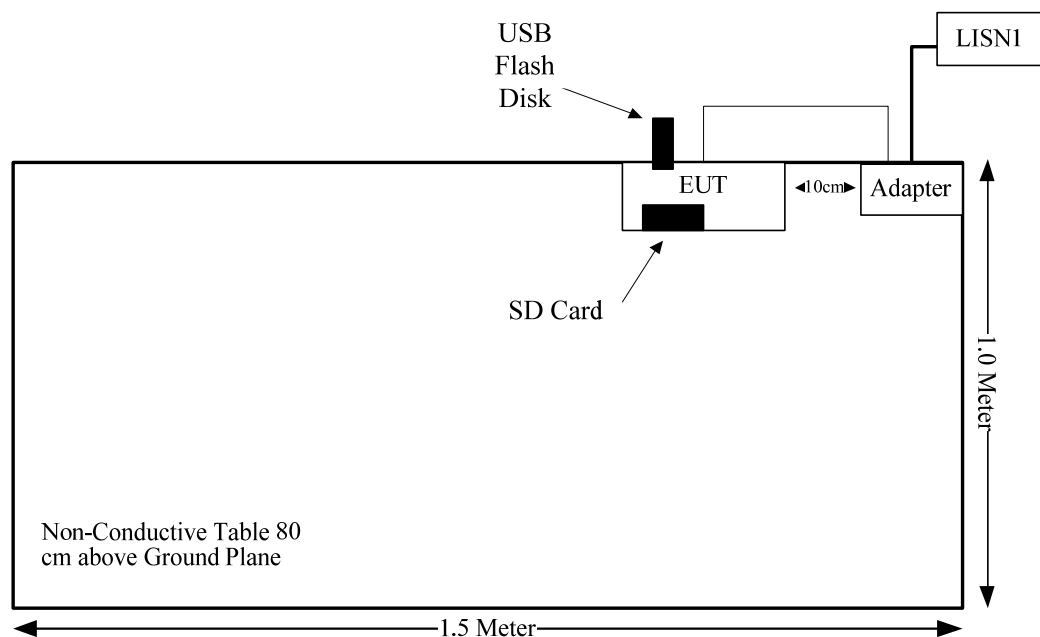 USB
Flash
Disk
LISN1
EUT
10cm
Adapter
SD Card
1.0 Meter
Non-Conductive Table 80
cm above Ground Plane
1.5 Meter